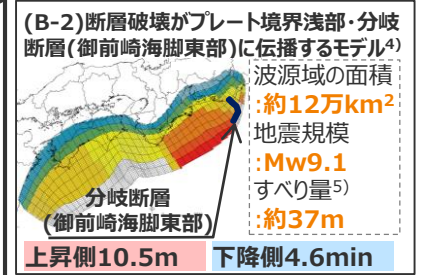 (B-2)断層破壊がプレート境界浅部・分岐
断層(御前崎海脚東部)に伝播するモデル4)
波源域の面積
:約12万km2
地震規模
:Mw9.1
すべり量5)
:約37m
分岐断層
(御前崎海脚東部)
上昇側10.5m 下降側4.6min